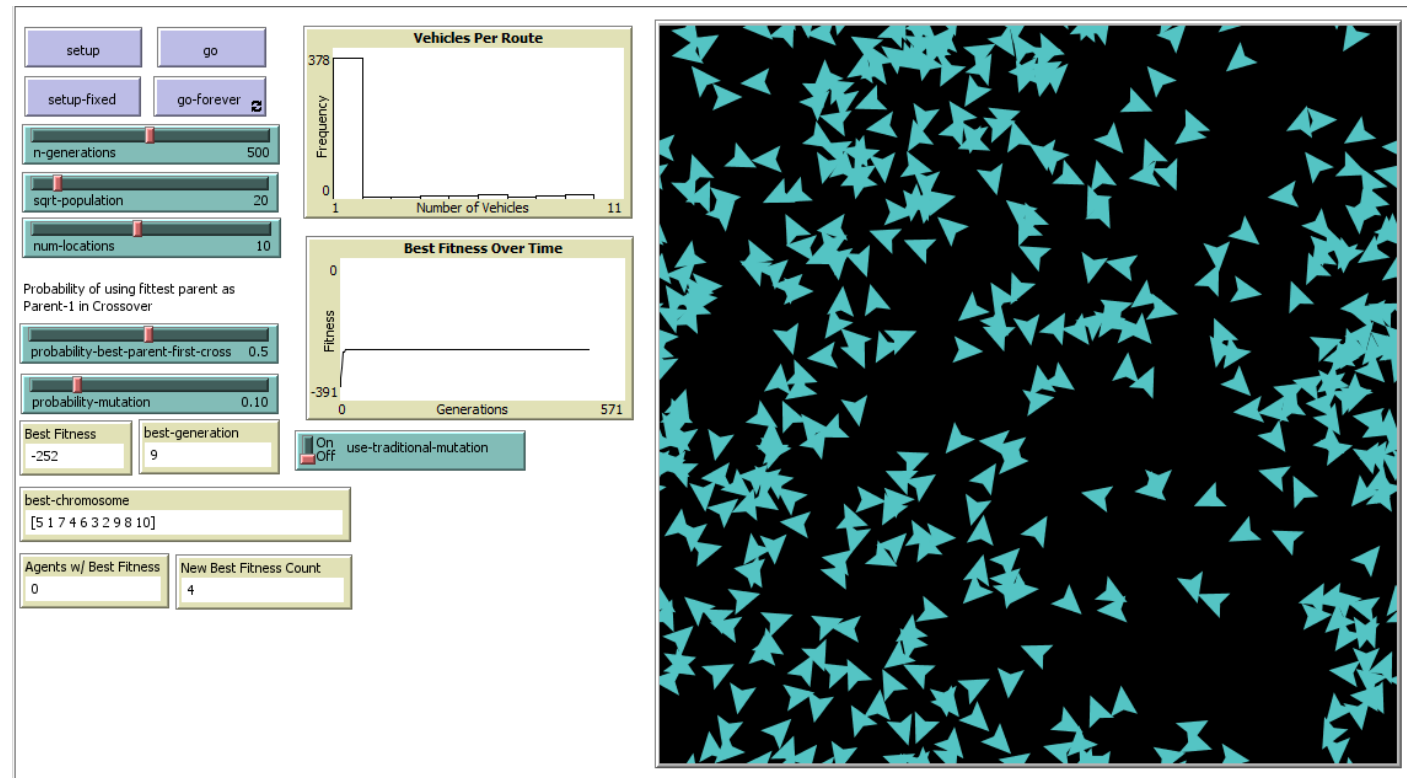 setup
go
setup-fixed
go-forever
n-generations 500
sqrt-population 20
num-locations 10
Probability of using fittest parent as
Parent-1 in Crossover
probability-best-parent-first-cross 0.5
probability-mutation 0.10
Best Fitness
-252
best-generation
9
best-chromosome
[5 1 7 4 6 3 2 9 8 10]
Agents w/ Best Fitness
0
New Best Fitness Count
4
Vehicles Per Route
378
Frequency
0
1
Number of Vehicles
11
Best Fitness Over Time
0
Fitness
-391
0
Generations
571
On
Off
use-traditional-mutation